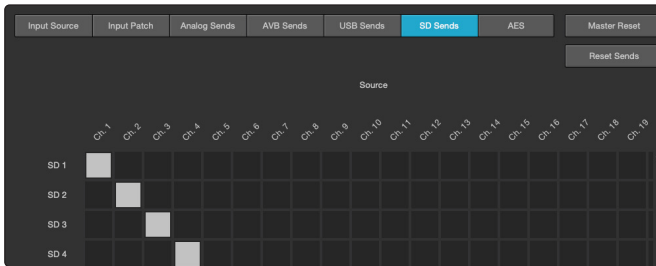 Input Source Input Patch Analog Sends AVB Sends USB Sends SD Sends AES Master Reset
Reset Sends
Source
Ch. 1 Ch. 2 Ch. 3 Ch. 4 Ch. 5 Ch. 6 Ch. 7 Ch. 8 Ch. 9 Ch. 10 Ch. 11 Ch. 12 Ch. 13 Ch. 14 Ch. 15 Ch. 16 Ch. 17 Ch. 18 Ch. 19
SD 1
SD 2
SD 3
SD 4